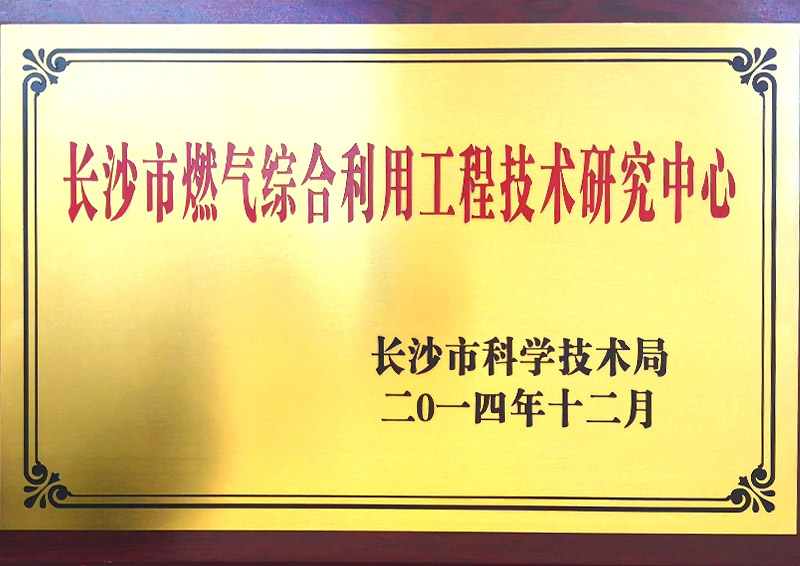 长沙市燃气综合利用工程技术研究中心
长沙市科学技术局
二0一四年十二月